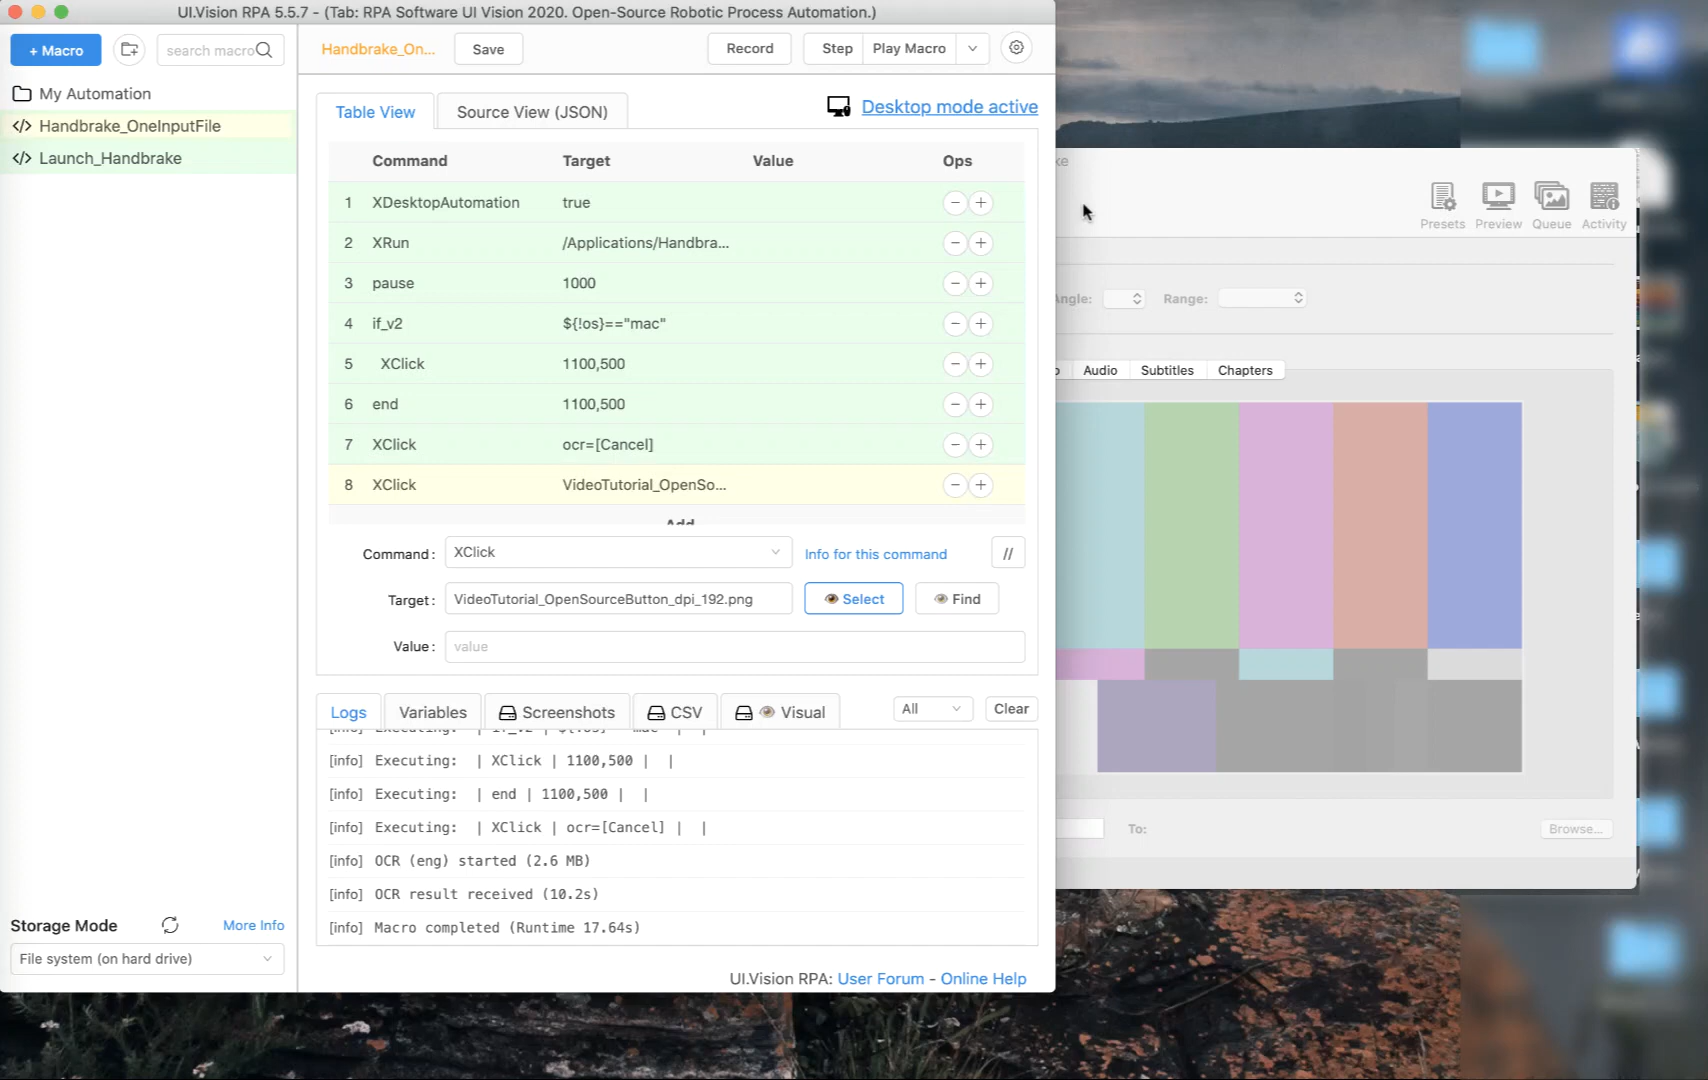 UI.Vision RPA 5.5.7 - (Tab: RPA Software UI Vision 2020. Open-Source Robotic Process Automation.)
+ Macro
search macro
Handbrake_On...
Save
Record
Step
Play Macro
My Automation
Handbrake_OneInputFile
Launch_Handbrake
Table View
Source View (JSON)
Desktop mode active
Command Target Value Ops
1 XDesktopAutomation true
2 XRun /Applications/Handbra...
3 pause 1000
4 if_v2 ${!os}=="mac"
5 XClick 1100,500
6 end 1100,500
7 XClick ocr=[Cancel]
8 XClick VideoTutorial_OpenSo...
Add
Command: XClick Info for this command //
Target: VideoTutorial_OpenSourceButton_dpi_192.png Select Find
Value: value
Logs Variables Screenshots CSV Visual All Clear
[info] Executing: | if_v2 | ${!os}
[info] Executing: | XClick | 1100,500 | |
[info] Executing: | end | 1100,500 | |
[info] Executing: | XClick | ocr=[Cancel] | |
[info] OCR (eng) started (2.6 MB)
[info] OCR result received (10.2s)
[info] Macro completed (Runtime 17.64s)
Storage Mode
More Info
File system (on hard drive)
UI.Vision RPA: User Forum - Online Help
ke
Presets Preview Queue Activity
ngle: Range:
o Audio Subtitles Chapters
To: Browse...